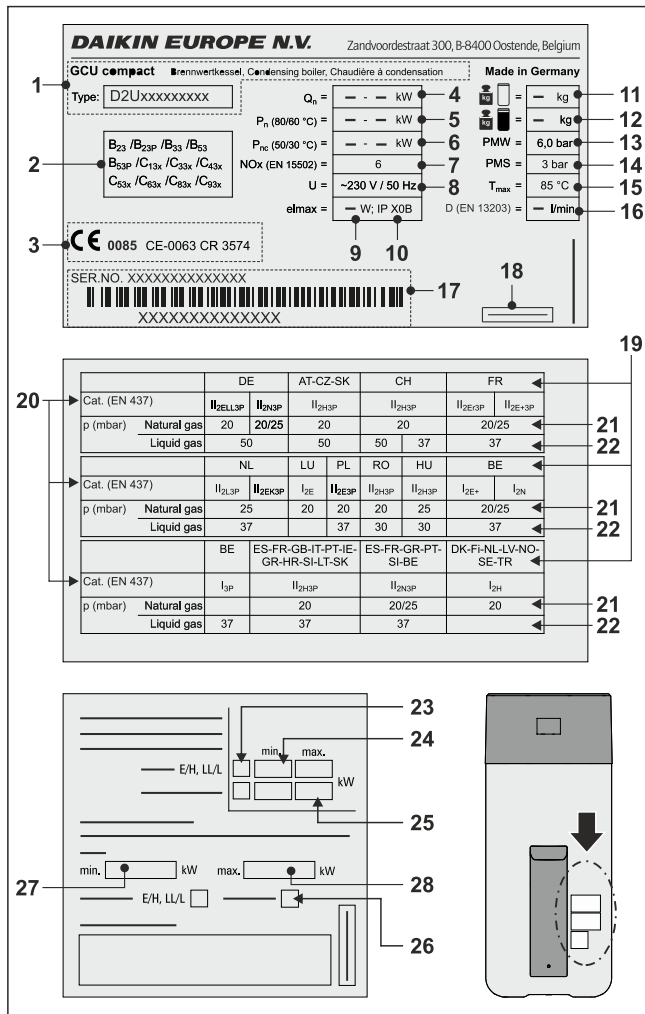 DAIKIN EUROPE N.V. Zandvoordestraat 300, B-8400 Oostende, Belgium
1 GCU compact Brennwertkessel, Condensing boiler, Chaudière à condensation Made in Germany
Type: D2Uxxxxxxxxx
Qn = – - – kW 4
kg = – kg 11
Pn (80/60 °C) = – - – kW 5
kg = – kg 12
2 B23 /B23P /B33 /B53
B53P /C13x /C33x /C43x
C53x /C63x /C83x /C93x
Pnc (50/30 °C) = – - – kW 6
PMW = 6,0 bar 13
NOx (EN 15502) = 6 7
PMS = 3 bar 14
U = ~230 V / 50 Hz 8
Tmax = 85 °C 15
elmax = – W; IP X0B
D (EN 13203) = – l/min 16
9 10
3 CE 0085 CE-0063 CR 3574
SER.NO. XXXXXXXXXXXXXX
17
XXXXXXXXXXXXXX
18
19
DE AT-CZ-SK CH FR
20 Cat. (EN 437) II2ELL3P II2N3P II2H3P II2H3P II2Er3P II2E+3P
p (mbar) Natural gas 20 20/25 20 20 20/25 21
Liquid gas 50 50 50 37 37 22
NL LU PL RO HU BE
Cat. (EN 437) II2L3P II2EK3P I2E II2E3P II2H3P II2H3P I2E+ I2N
p (mbar) Natural gas 25 20 20 20 25 20/25 21
Liquid gas 37 37 30 30 37 22
BE ES-FR-GB-IT-PT-IE-GR-HR-SI-LT-SK ES-FR-GR-PT-SI-BE DK-Fi-NL-LV-NO-SE-TR
Cat. (EN 437) I3P II2H3P II2N3P I2H
p (mbar) Natural gas 20 20/25 20 21
Liquid gas 37 37 37 22
23
min. max. 24
E/H, LL/L
kW
25
27 min. kW max. kW 28
E/H, LL/L
26